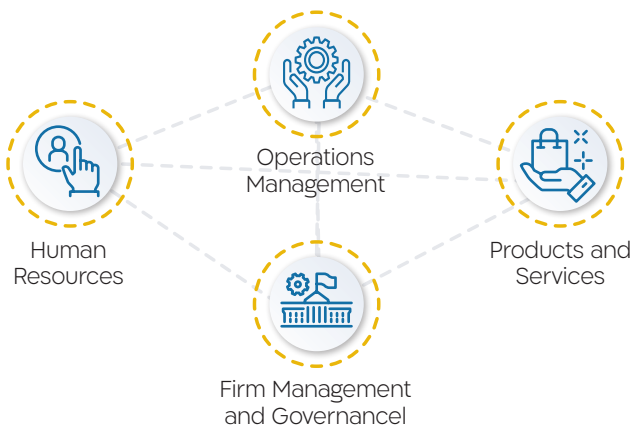 Operations
Management
Human
Resources
Products and
Services
Firm Management
and Governancel